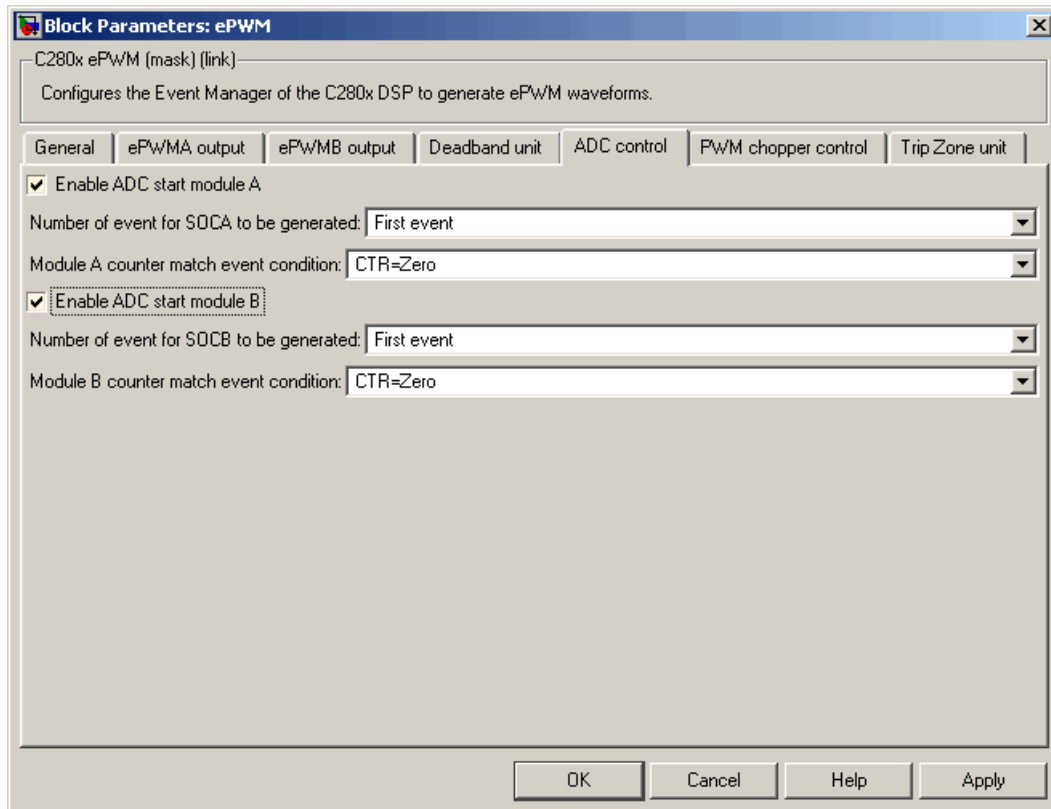 Block Parameters: ePWM
C280x ePWM (mask) (link)
Configures the Event Manager of the C280x DSP to generate ePWM waveforms.
General ePWMA output ePWMB output Deadband unit ADC control PWM chopper control Trip Zone unit
Enable ADC start module A
Number of event for SOCA to be generated: First event
Module A counter match event condition: CTR=Zero
Enable ADC start module B
Number of event for SOCB to be generated: First event
Module B counter match event condition: CTR=Zero
OK Cancel Help Apply